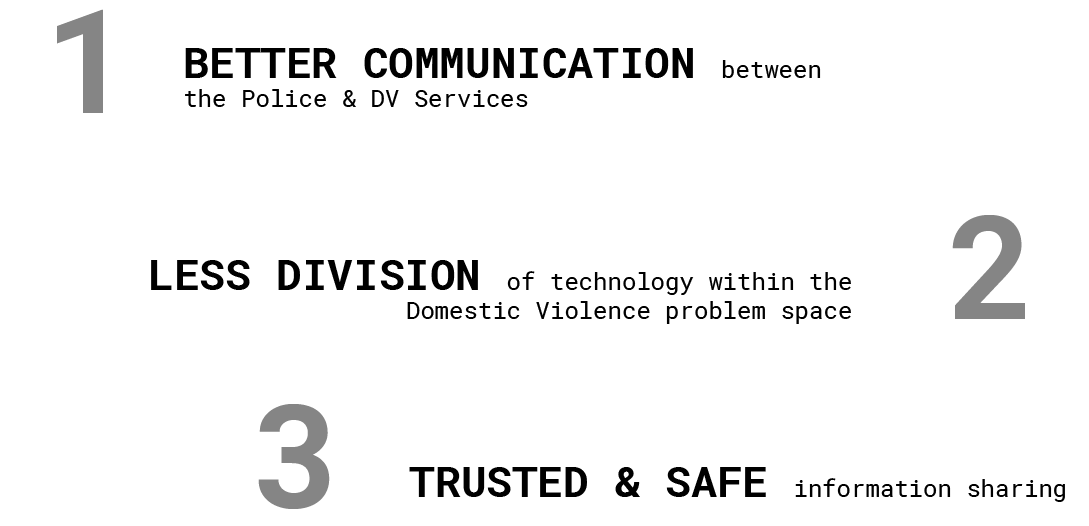 1
BETTER COMMUNICATION between
the Police & DV Services
LESS DIVISION of technology within the
Domestic Violence problem space
2
3
TRUSTED & SAFE information sharing